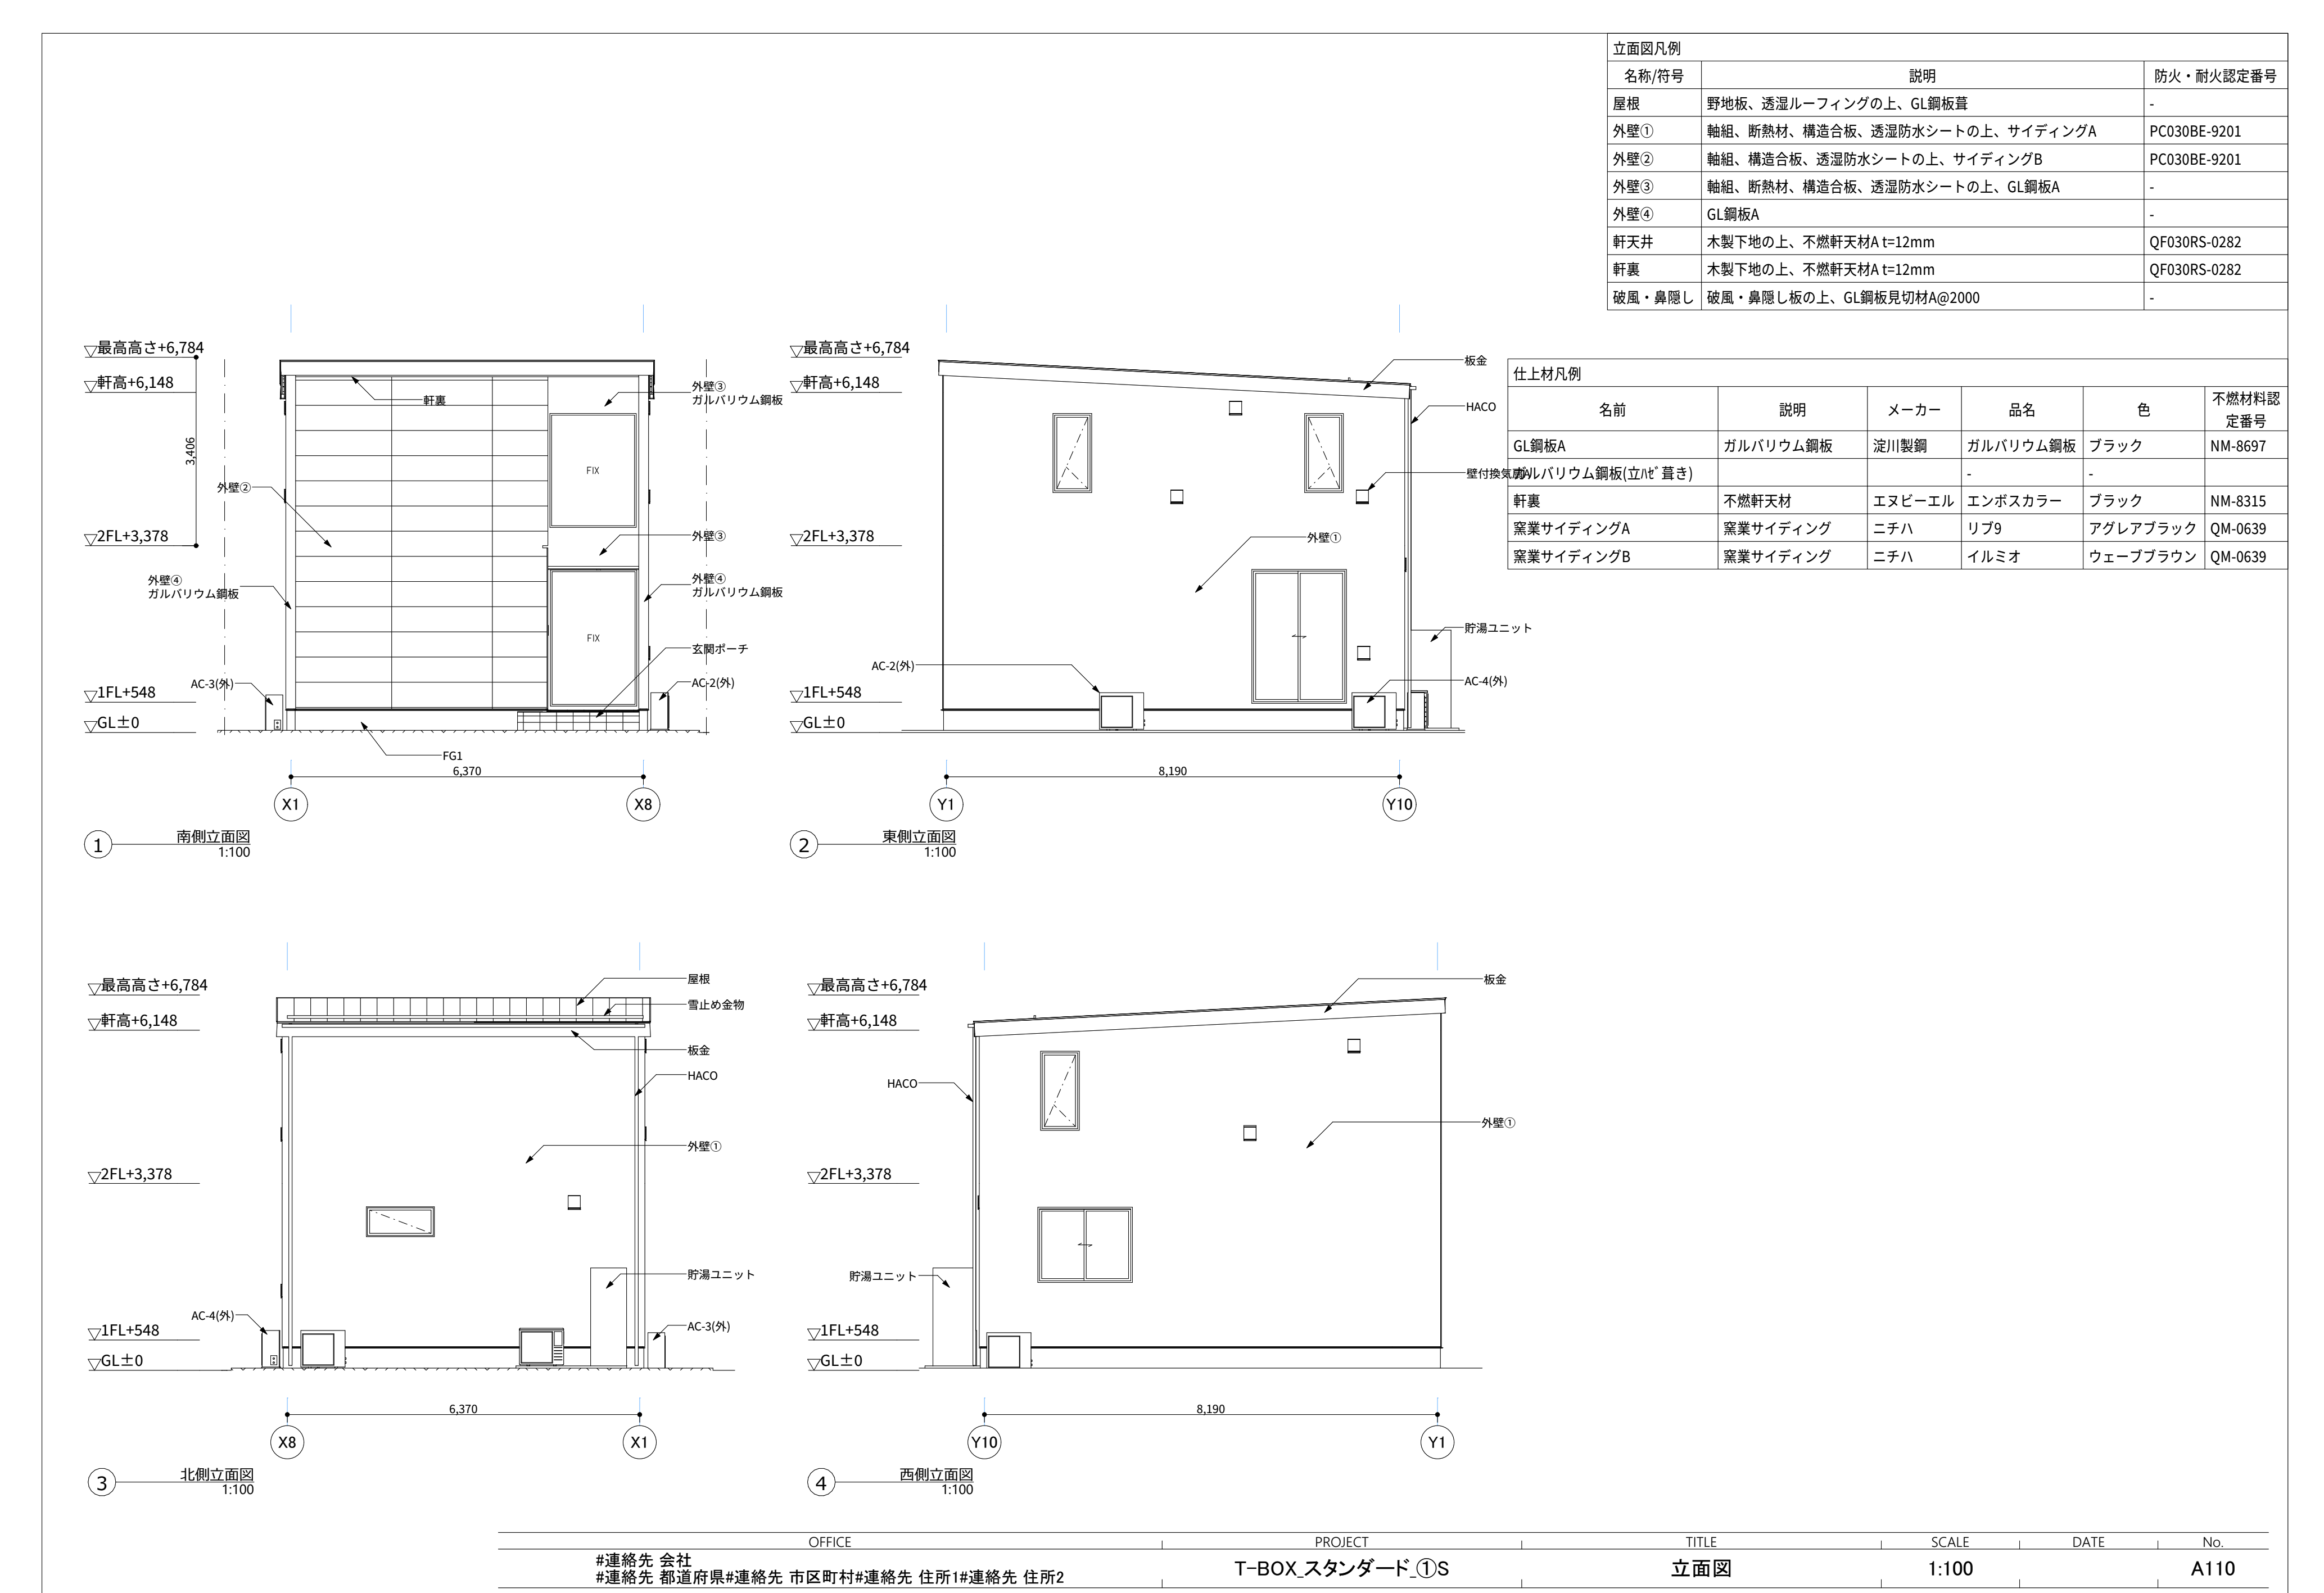 立面図凡例
名称/符号 説明 防火・耐火認定番号
屋根 野地板、透湿ルーフィングの上、GL鋼板葺 -
外壁① 軸組、断熱材、構造合板、透湿防水シートの上、サイディングA PC030BE-9201
外壁② 軸組、構造合板、透湿防水シートの上、サイディングB PC030BE-9201
外壁③ 軸組、断熱材、構造合板、透湿防水シートの上、GL鋼板A -
外壁④ GL鋼板A -
軒天井 木製下地の上、不燃軒天材A t=12mm QF030RS-0282
軒裏 木製下地の上、不燃軒天材A t=12mm QF030RS-0282
破風・鼻隠し 破風・鼻隠し板の上、GL鋼板見切材A@2000 -
仕上材凡例
名前 説明 メーカー 品名 色 不燃材料認
定番号
GL鋼板A ガルバリウム鋼板 淀川製鋼 ガルバリウム鋼板 ブラック NM-8697
ガルバリウム鋼板(立ﾊｾﾞ葺き) - -
軒裏 不燃軒天材 エヌビーエル エンボスカラー ブラック NM-8315
窯業サイディングA 窯業サイディング ニチハ リブ9 アグレアブラック QM-0639
窯業サイディングB 窯業サイディング ニチハ イルミオ ウェーブブラウン QM-0639
▽最高高さ+6,784
▽軒高+6,148
3,406
▽2FL+3,378
▽1FL+548
▽GL±0
軒裏
外壁③
ガルバリウム鋼板
FIX
外壁②
外壁③
外壁④
ガルバリウム鋼板
外壁④
ガルバリウム鋼板
FIX
玄関ポーチ
AC-3(外)
AC-2(外)
FG1
6,370
X1 X8
1 南側立面図
1:100
▽最高高さ+6,784
▽軒高+6,148
▽2FL+3,378
▽1FL+548
▽GL±0
板金
HACO
壁付換気
外壁①
貯湯ユニット
AC-2(外)
AC-4(外)
8,190
Y1 Y10
2 東側立面図
1:100
▽最高高さ+6,784
▽軒高+6,148
▽2FL+3,378
▽1FL+548
▽GL±0
屋根
雪止め金物
板金
HACO
外壁①
貯湯ユニット
AC-4(外)
AC-3(外)
6,370
X8 X1
3 北側立面図
1:100
▽最高高さ+6,784
▽軒高+6,148
▽2FL+3,378
▽1FL+548
▽GL±0
板金
HACO
外壁①
貯湯ユニット
8,190
Y10 Y1
4 西側立面図
1:100
OFFICE PROJECT TITLE SCALE DATE No.
#連絡先 会社
#連絡先 都道府県#連絡先 市区町村#連絡先 住所1#連絡先 住所2
T-BOX_スタンダード_①S 立面図 1:100 A110